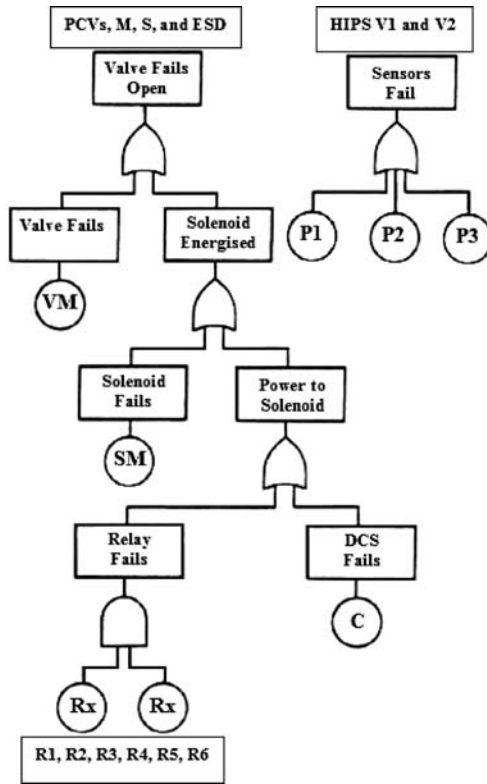 PCVs, M, S, and ESD
HIPS V1 and V2
Valve Fails
Open
Sensors
Fail
Valve Fails
Solenoid
Energised
P1
P2
P3
VM
Solenoid
Fails
Power to
Solenoid
SM
Relay
Fails
DCS
Fails
C
Rx
Rx
R1, R2, R3, R4, R5, R6